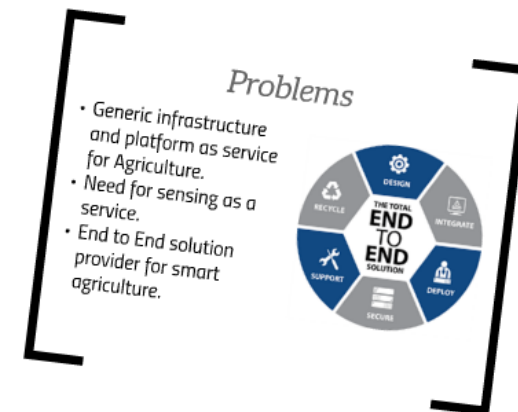 Problems
• Generic infrastructure
and platform as service
for Agriculture.
• Need for sensing as a
service.
• End to End solution
provider for smart
agriculture.
DESIGN
RECYCLE
INTEGRATE
THE TOTAL
END
TO
END
SOLUTION
SUPPORT
DEPLOY
SECURE